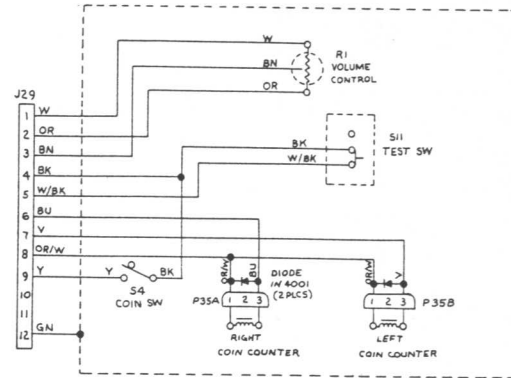 W
R1
VOLUME
CONTROL
BN
OR
J29
1 W
2 OR
3 BN
4 BK
5 W/BK
6 BU
7 V
8 OR/W
9 Y
10
11
12 GN
BK
W/BK
S11
TEST SW
Y
BK
S4
COIN SW
OR/W
BU
DIODE
IN 4001
(2 PLCS)
OR/W
V
P35A
1 2 3
1 2 3
P35B
RIGHT
COIN COUNTER
LEFT
COIN COUNTER